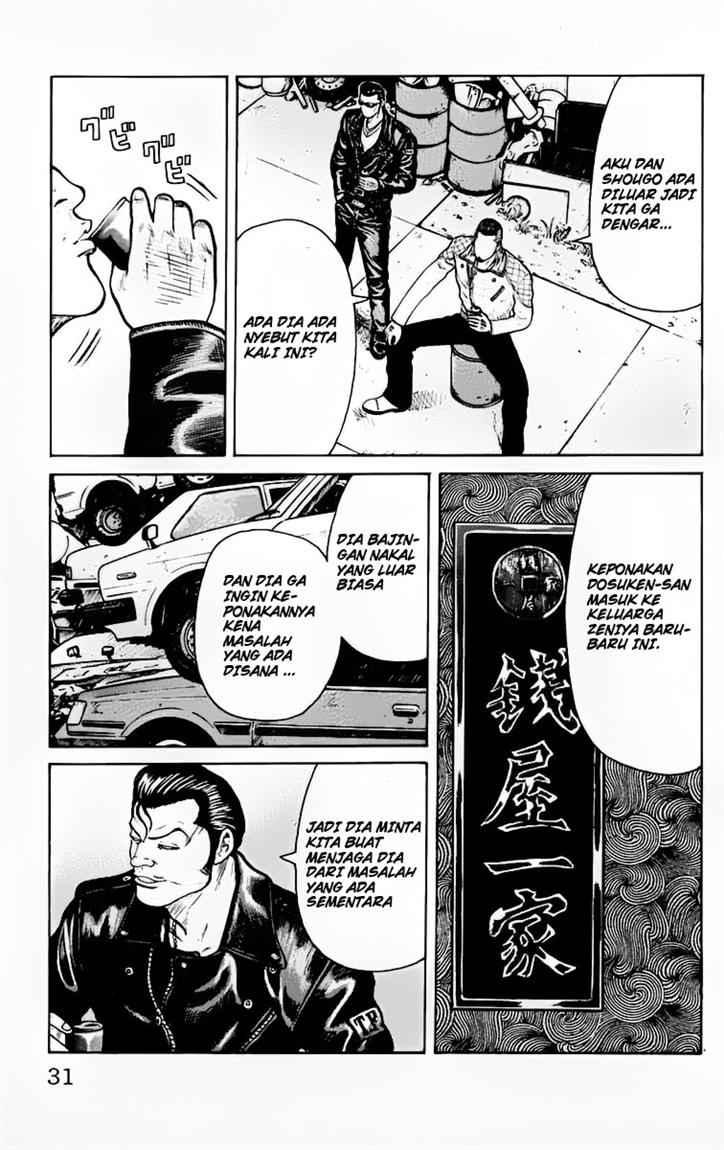 AKU DAN
SHOUGO ADA
DILUAR JADI
KITA GA
DENGAR...
ADA DIA ADA
NYEBUT KITA
KALI INI?
グビグビ
KEPONAKAN
DOSUKEN-SAN
MASUK KE
KELUARGA
ZENIYA BARU-
BARU INI.
銭屋一家
DIA BAJIN-
GAN NAKAL
YANG LUAR
BIASA
DAN DIA GA
INGIN KE-
PONAKANNYA
KENA
MASALAH
YANG ADA
DISANA ...
JADI DIA MINTA
KITA BUAT
MENJAGA DIA
DARI MASALAH
YANG ADA
SEMENTARA
31